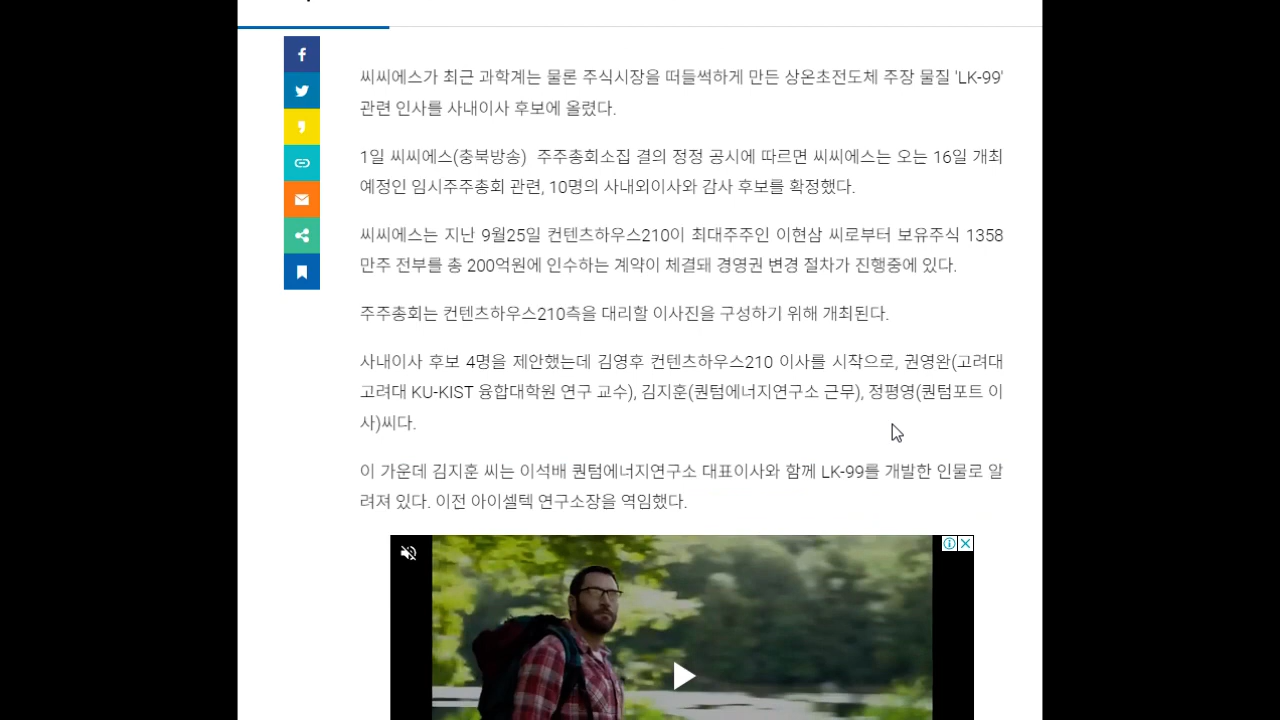 씨씨에스가 최근 과학계는 물론 주식시장을 떠들썩하게 만든 상온초전도체 주장 물질 'LK-99'
관련 인사를 사내이사 후보에 올렸다.
1일 씨씨에스(충북방송) 주주총회소집 결의 정정 공시에 따르면 씨씨에스는 오는 16일 개최
예정인 임시주주총회 관련, 10명의 사내외이사와 감사 후보를 확정했다.
씨씨에스는 지난 9월25일 컨텐츠하우스210이 최대주주인 이현삼 씨로부터 보유주식 1358
만주 전부를 총 200억원에 인수하는 계약이 체결돼 경영권 변경 절차가 진행중에 있다.
주주총회는 컨텐츠하우스210측을 대리할 이사진을 구성하기 위해 개최된다.
사내이사 후보 4명을 제안했는데 김영후 컨텐츠하우스210 이사를 시작으로, 권영완(고려대
고려대 KU-KIST 융합대학원 연구 교수), 김지훈(퀀텀에너지연구소 근무), 정평영(퀀텀포트 이
사)씨다.
이 가운데 김지훈 씨는 이석배 퀀텀에너지연구소 대표이사와 함께 LK-99를 개발한 인물로 알
려져 있다. 이전 아이셀텍 연구소장을 역임했다.